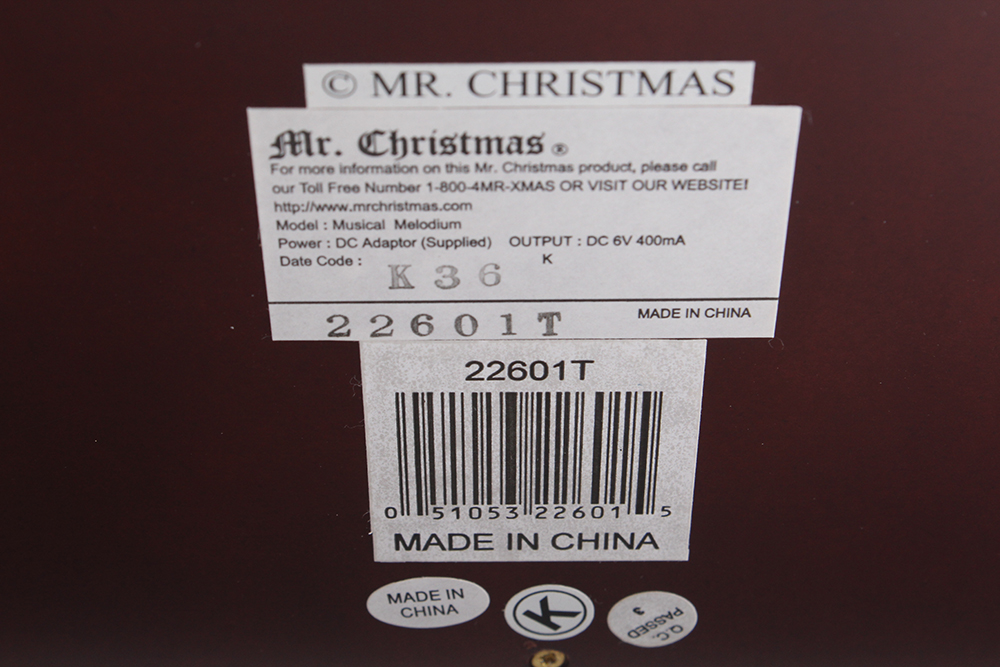 © MR. CHRISTMAS
Mr. Christmas ®
For more information on this Mr. Christmas product, please call
our Toll Free Number 1-800-4MR-XMAS OR VISIT OUR WEBSITE!
http://www.mrchristmas.com
Model : Musical Melodium
Power : DC Adaptor (Supplied) OUTPUT : DC 6V 400mA
Date Code : K
K36
22601T MADE IN CHINA
22601T
0 51053 22601 5
MADE IN CHINA
MADE IN
CHINA
K
Q.C.
PASSED
3